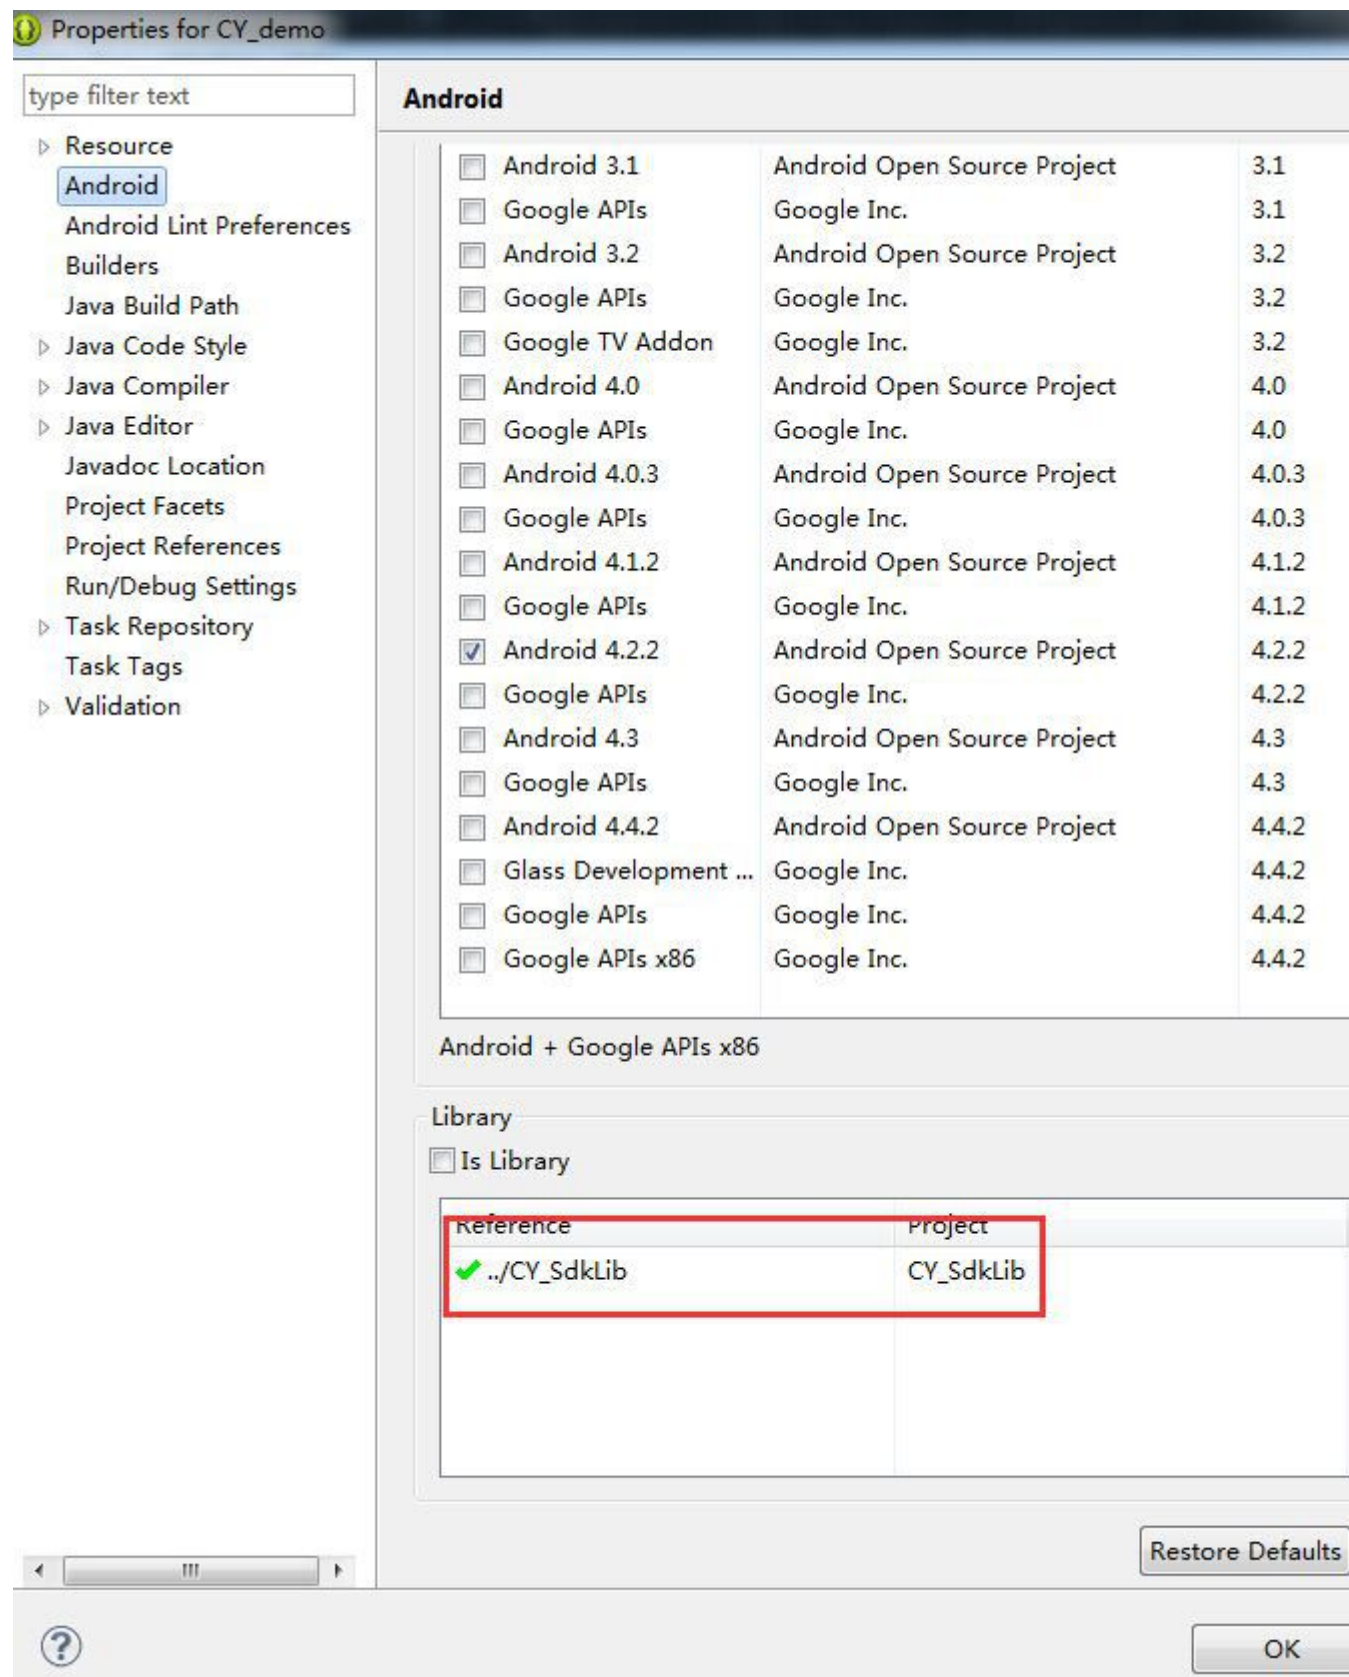 Properties for CY_demo
type filter text
Resource
Android
Android Lint Preferences
Builders
Java Build Path
Java Code Style
Java Compiler
Java Editor
Javadoc Location
Project Facets
Project References
Run/Debug Settings
Task Repository
Task Tags
Validation
Android
Android 3.1 Android Open Source Project 3.1
Google APIs Google Inc. 3.1
Android 3.2 Android Open Source Project 3.2
Google APIs Google Inc. 3.2
Google TV Addon Google Inc. 3.2
Android 4.0 Android Open Source Project 4.0
Google APIs Google Inc. 4.0
Android 4.0.3 Android Open Source Project 4.0.3
Google APIs Google Inc. 4.0.3
Android 4.1.2 Android Open Source Project 4.1.2
Google APIs Google Inc. 4.1.2
Android 4.2.2 Android Open Source Project 4.2.2
Google APIs Google Inc. 4.2.2
Android 4.3 Android Open Source Project 4.3
Google APIs Google Inc. 4.3
Android 4.4.2 Android Open Source Project 4.4.2
Glass Development ... Google Inc. 4.4.2
Google APIs Google Inc. 4.4.2
Google APIs x86 Google Inc. 4.4.2
Android + Google APIs x86
Library
Is Library
Reference Project
../CY_SdkLib CY_SdkLib
Restore Defaults
OK